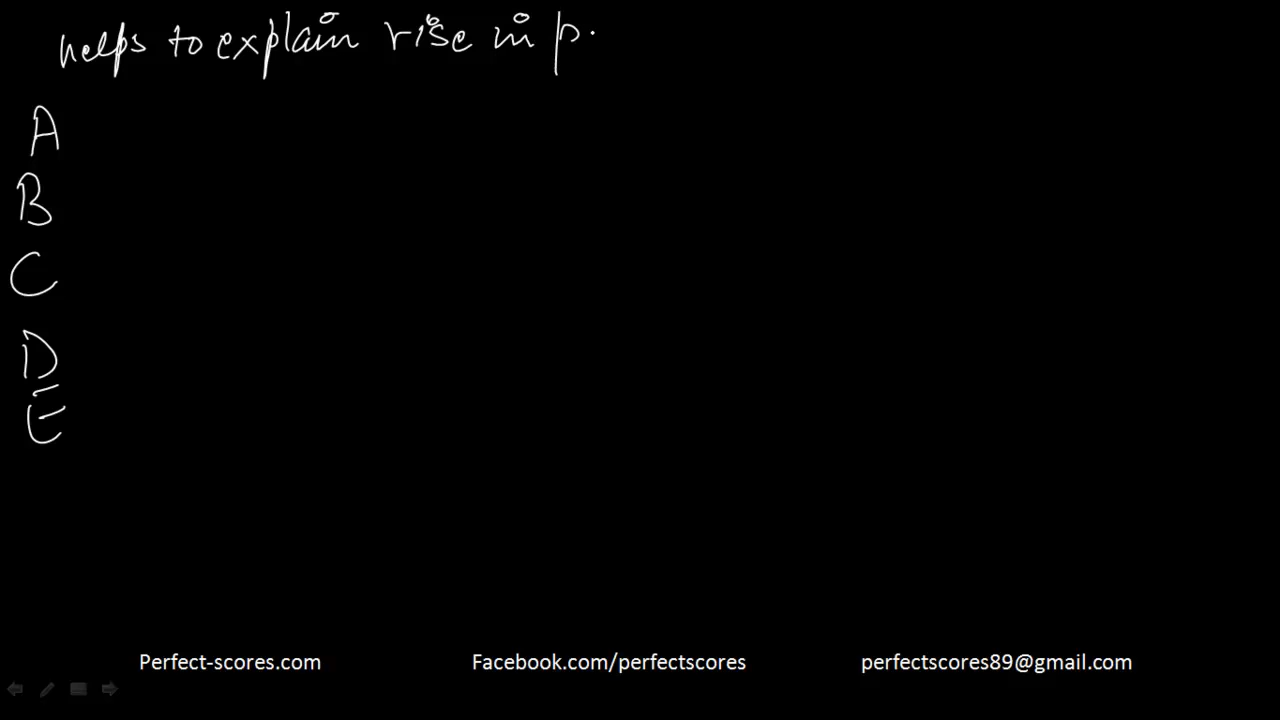 helps to explain rise in p.
A
B
C
D
E
Perfect-scores.com Facebook.com/perfectscores perfectscores89@gmail.com